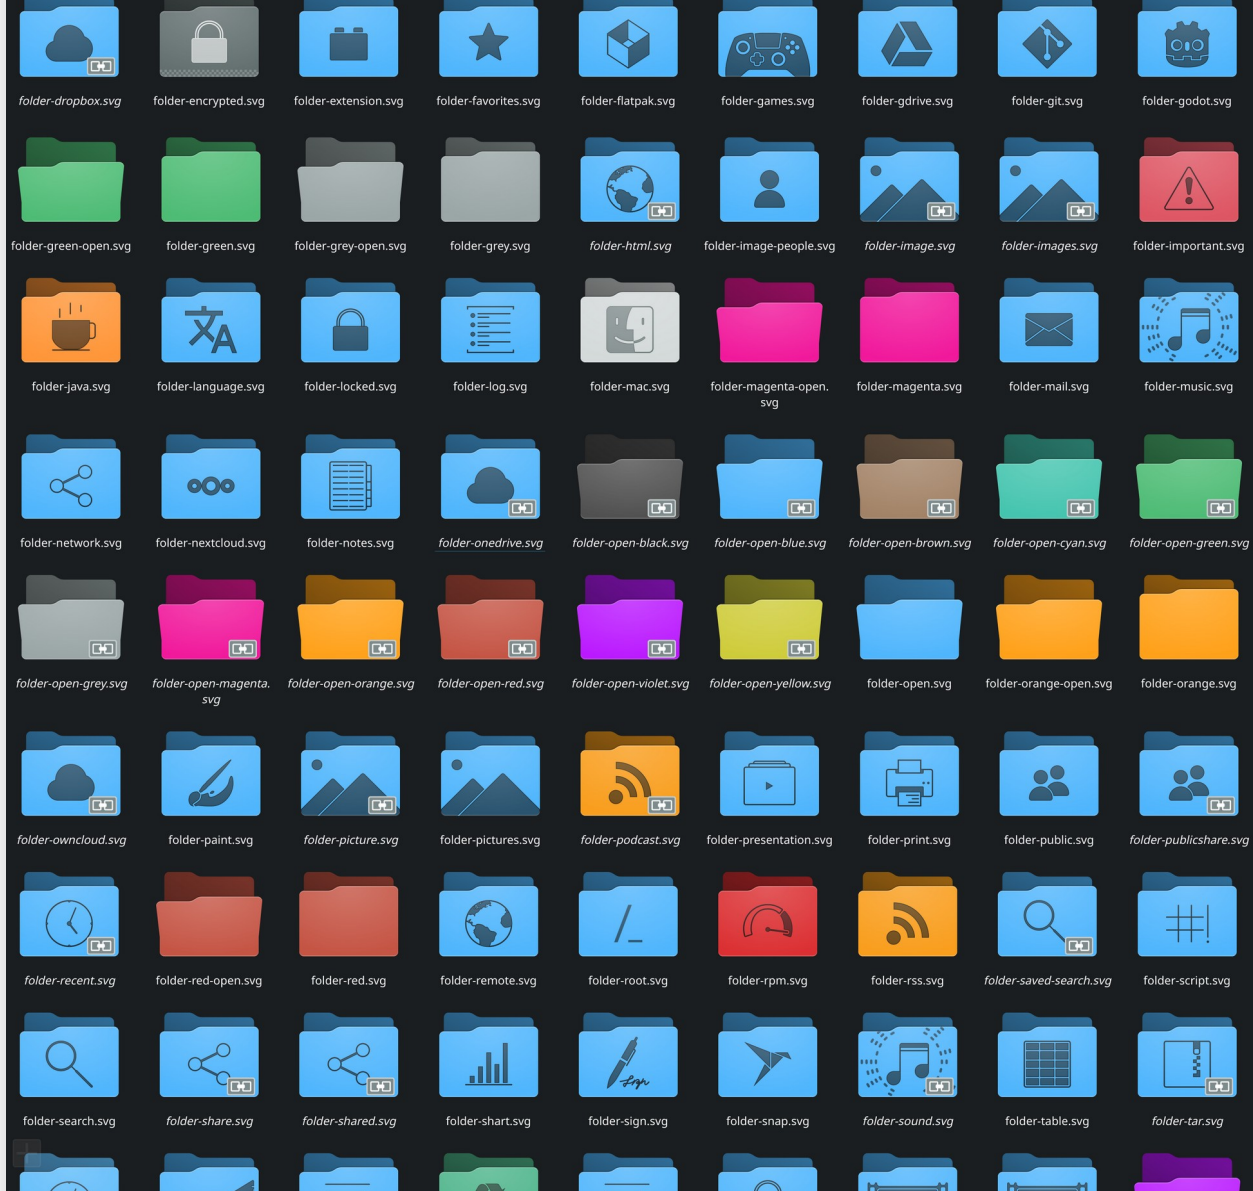 folder-dropbox.svg
folder-encrypted.svg
folder-extension.svg
folder-favorites.svg
folder-flatpak.svg
folder-games.svg
folder-gdrive.svg
folder-git.svg
folder-godot.svg
folder-green-open.svg
folder-green.svg
folder-grey-open.svg
folder-grey.svg
folder-html.svg
folder-image-people.svg
folder-image.svg
folder-images.svg
folder-important.svg
folder-java.svg
folder-language.svg
folder-locked.svg
folder-log.svg
folder-mac.svg
folder-magenta-open.
svg
folder-magenta.svg
folder-mail.svg
folder-music.svg
folder-network.svg
folder-nextcloud.svg
folder-notes.svg
folder-onedrive.svg
folder-open-black.svg
folder-open-blue.svg
folder-open-brown.svg
folder-open-cyan.svg
folder-open-green.svg
folder-open-grey.svg
folder-open-magenta.
svg
folder-open-orange.svg
folder-open-red.svg
folder-open-violet.svg
folder-open-yellow.svg
folder-open.svg
folder-orange-open.svg
folder-orange.svg
folder-owncloud.svg
folder-paint.svg
folder-picture.svg
folder-pictures.svg
folder-podcast.svg
folder-presentation.svg
folder-print.svg
folder-public.svg
folder-publicshare.svg
folder-recent.svg
folder-red-open.svg
folder-red.svg
folder-remote.svg
folder-root.svg
folder-rpm.svg
folder-rss.svg
folder-saved-search.svg
folder-script.svg
folder-search.svg
folder-share.svg
folder-shared.svg
folder-shart.svg
folder-sign.svg
folder-snap.svg
folder-sound.svg
folder-table.svg
folder-tar.svg